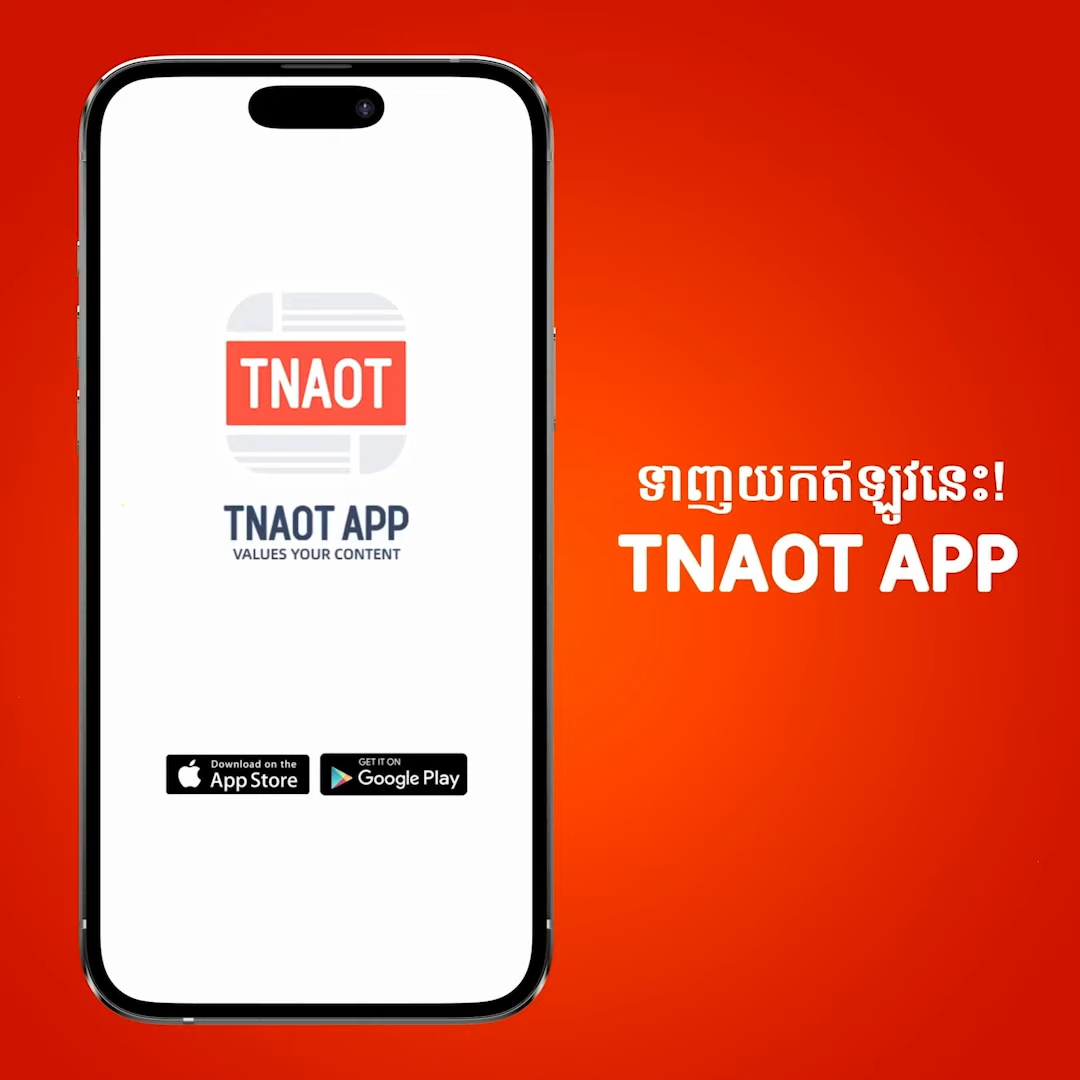 TNAOT
TNAOT APP
VALUES YOUR CONTENT
Download on the
App Store
GET IT ON
Google Play
ទាញយកឥឡូវនេះ!
TNAOT APP